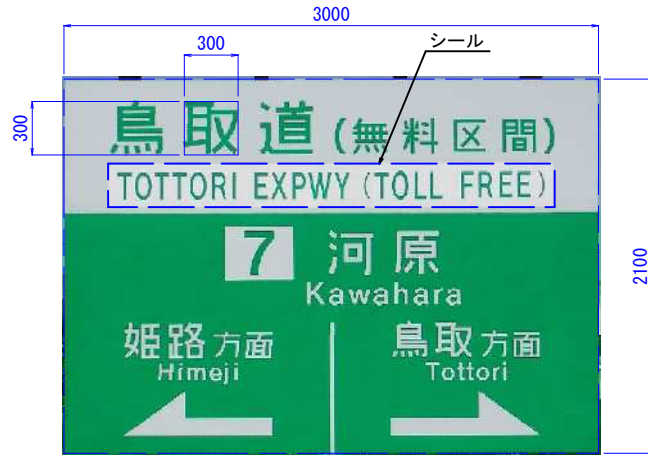 3000
300
シール
300
鳥取道(無料区間)
TOTTORI EXPWY(TOLL FREE)
7 河原
Kawahara
2100
姫路方面
Himeji
鳥取方面
Tottori